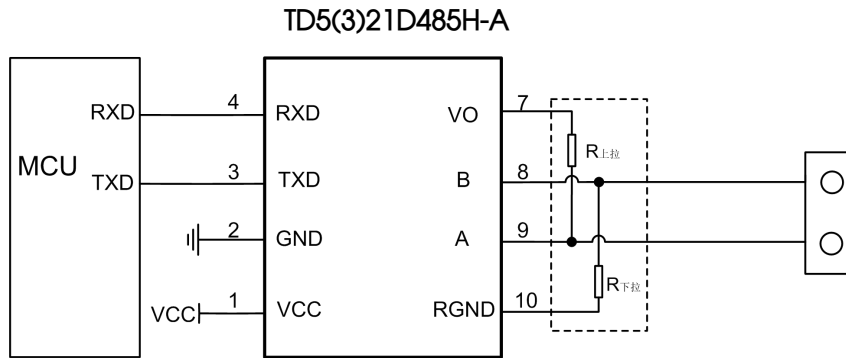 TD5(3)21D485H-A
MCU
RXD
4
RXD
VO
7
R上拉
TXD
3
TXD
B
8
2
GND
A
9
R下拉
VCC
1
VCC
RGND
10